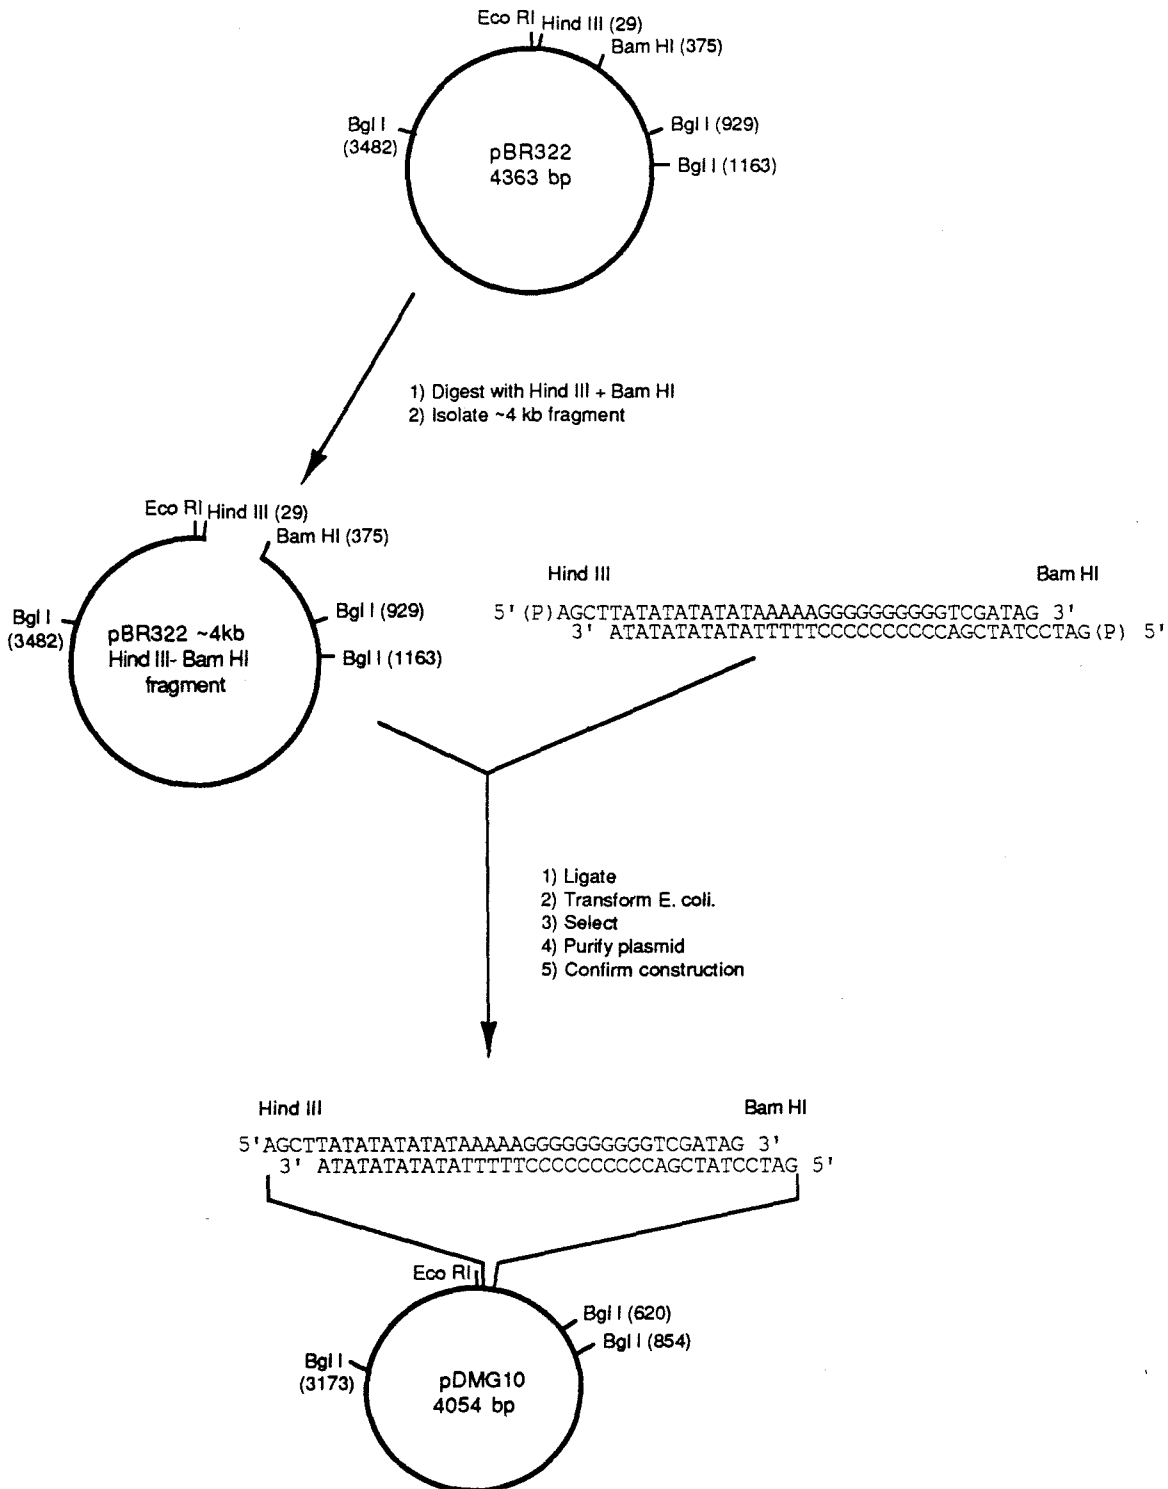 Eco RI Hind III (29)
Bam HI (375)
Bgl I
(3482)
Bgl I (929)
Bgl I (1163)
pBR322
4363 bp
1) Digest with Hind III + Bam HI
2) Isolate ~4 kb fragment
Eco RI Hind III (29)
Bam HI (375)
Bgl I
(3482)
Bgl I (929)
Bgl I (1163)
pBR322 ~4kb
Hind III- Bam HI
fragment
Hind III Bam HI
5' (P)AGCTTATATATATATAAAAAGGGGGGGGGGTCGATAG 3'
3' ATATATATATATTTTTCCCCCCCCCCAGCTATCCTAG(P) 5'
1) Ligate
2) Transform E. coli.
3) Select
4) Purify plasmid
5) Confirm construction
Hind III Bam HI
5'AGCTTATATATATATAAAAAGGGGGGGGGGTCGATAG 3'
3' ATATATATATATTTTTCCCCCCCCCCAGCTATCCTAG 5'
Eco RI
Bgl I (620)
Bgl I (854)
Bgl I
(3173)
pDMG10
4054 bp